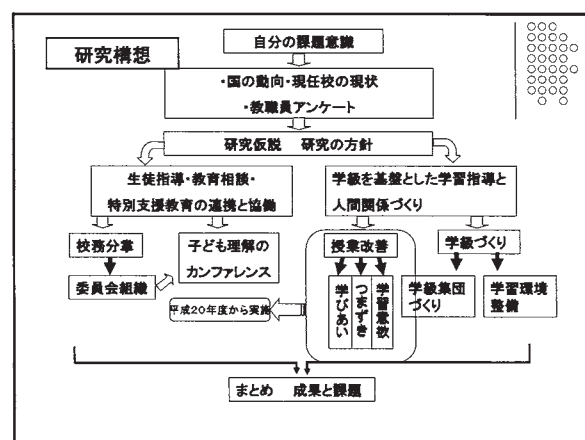 自分の課題意識
研究構想
・国の動向・現任校の現状
・教職員アンケート
研究仮説 研究の方針
生徒指導・教育相談・
特別支援教育の連携と協働
学級を基盤とした学習指導と
人間関係づくり
校務分掌
子ども理解の
カンファレンス
授業改善
学級づくり
委員会組織
学びあい
つまずき
学習意欲
学級集団
づくり
学習環境
整備
平成20年度から実施
まとめ 成果と課題